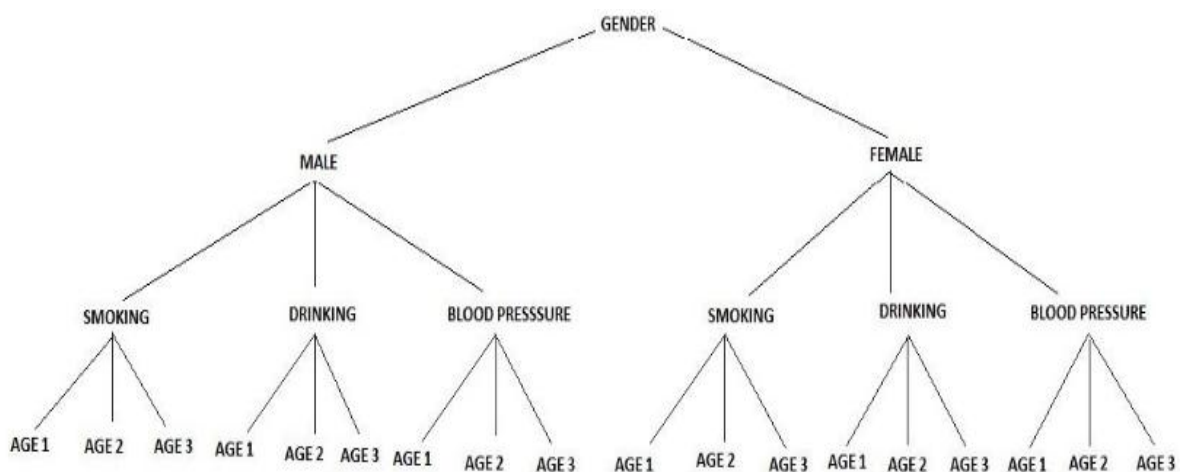 GENDER
MALE
FEMALE
SMOKING
DRINKING
BLOOD PRESSSURE
SMOKING
DRINKING
BLOOD PRESSURE
AGE 1
AGE 2
AGE 3
AGE 1
AGE 2
AGE 3
AGE 1
AGE 2
AGE 3
AGE 1
AGE 2
AGE 3
AGE 1
AGE 2
AGE 3
AGE 1
AGE 2
AGE 3